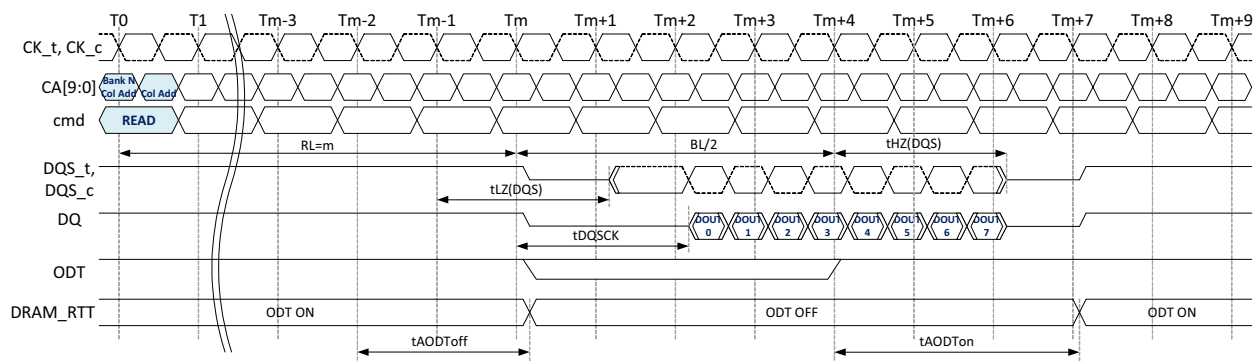 T0 T1 Tm-3 Tm-2 Tm-1 Tm Tm+1 Tm+2 Tm+3 Tm+4 Tm+5 Tm+6 Tm+7 Tm+8 Tm+9
CK_t, CK_c
CA[9:0]
Bank N
Col Add
Col Add
cmd
READ
RL=m BL/2 tHZ(DQS)
DQS_t,
DQS_c
tLZ(DQS)
DQ
DOUT 0
DOUT 1
DOUT 2
DOUT 3
DOUT 4
DOUT 5
DOUT 6
DOUT 7
tDQSCK
ODT
DRAM_RTT
ODT ON ODT OFF ODT ON
tAODToff tAODTon